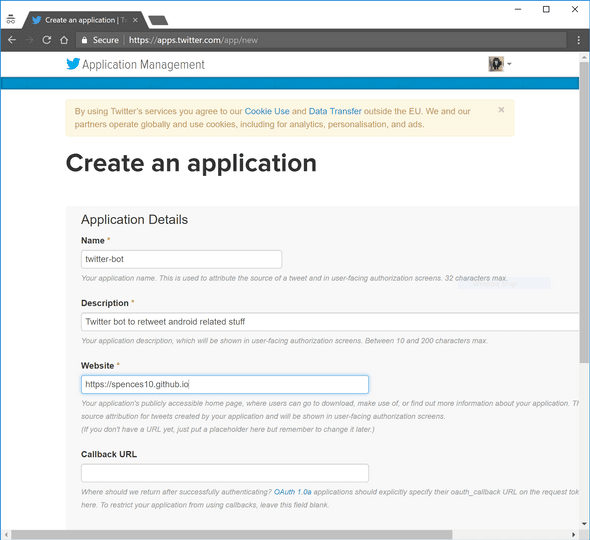 Create an application | Tw
Secure https://apps.twitter.com/app/new
Application Management
By using Twitter's services you agree to our Cookie Use and Data Transfer outside the EU. We and our
partners operate globally and use cookies, including for analytics, personalisation, and ads.
Create an application
Application Details
Name *
twitter-bot
Your application name. This is used to attribute the source of a tweet and in user-facing authorization screens. 32 characters max.
Description *
Twitter bot to retweet android related stuff
Your application description, which will be shown in user-facing authorization screens. Between 10 and 200 characters max.
Website *
https://spences10.github.io
Your application's publicly accessible home page, where users can go to download, make use of, or find out more information about your application. Th
source attribution for tweets created by your application and will be shown in user-facing authorization screens.
(If you don't have a URL yet, just put a placeholder here but remember to change it later.)
Callback URL
Where should we return after successfully authenticating? OAuth 1.0a applications should explicitly specify their oauth_callback URL on the request tok
here. To restrict your application from using callbacks, leave this field blank.